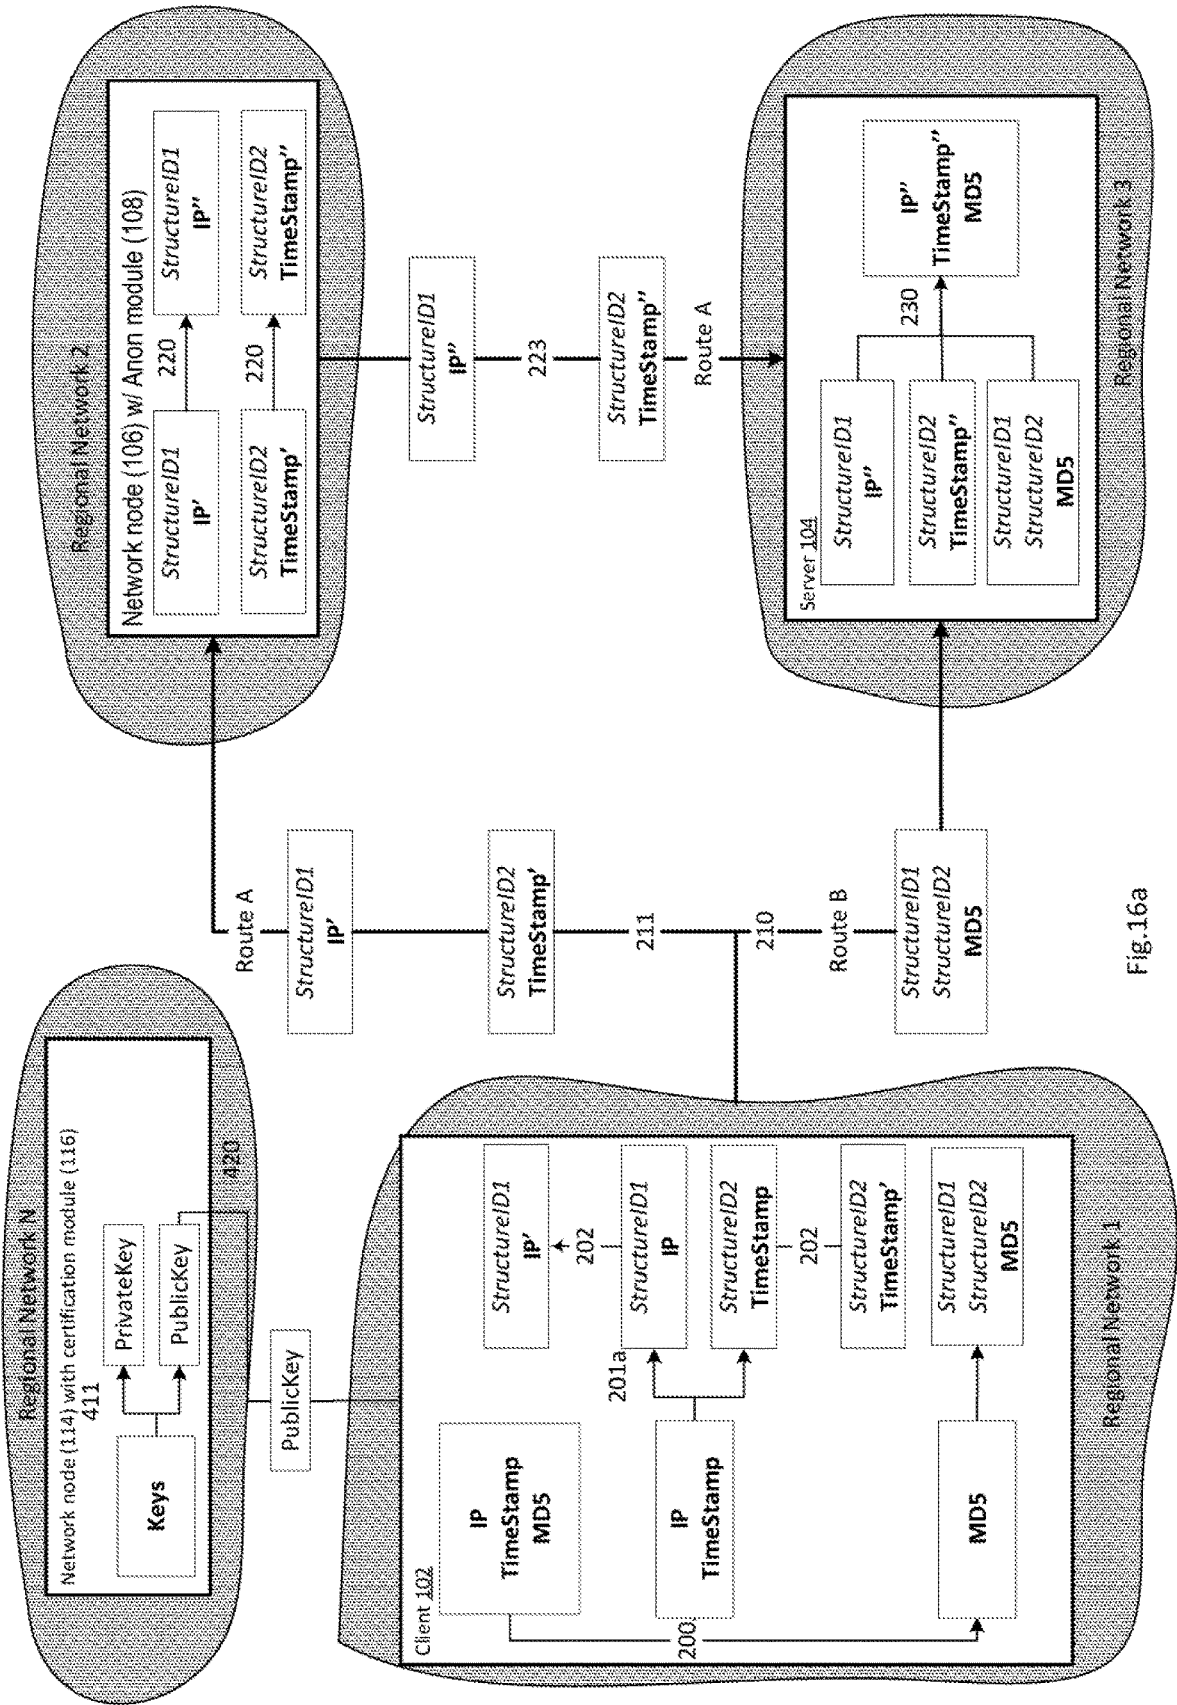 Regional Network N
Network node (114) with certification module (116)
411
Keys
PrivateKey
PublicKey
420
PublicKey
Client 102
IP
TimeStamp
MD5
200
IP
TimeStamp
MD5
201a
StructureID1
IP'
202
StructureID1
IP
StructureID2
TimeStamp
202
StructureID2
TimeStamp'
StructureID1
StructureID2
MD5
Regional Network 1
Route A
StructureID1
IP'
StructureID2
TimeStamp'
211
210
Route B
StructureID1
StructureID2
MD5
Regional Network 2
Network node (106) w/ Anon module (108)
StructureID1
IP'
220
StructureID1
IP''
StructureID2
TimeStamp'
220
StructureID2
TimeStamp''
StructureID1
IP''
223
StructureID2
TimeStamp''
Route A
Server 104
StructureID1
IP''
StructureID2
TimeStamp''
StructureID1
StructureID2
MD5
230
IP''
TimeStamp''
MD5
Regional Network 3
Fig.16a